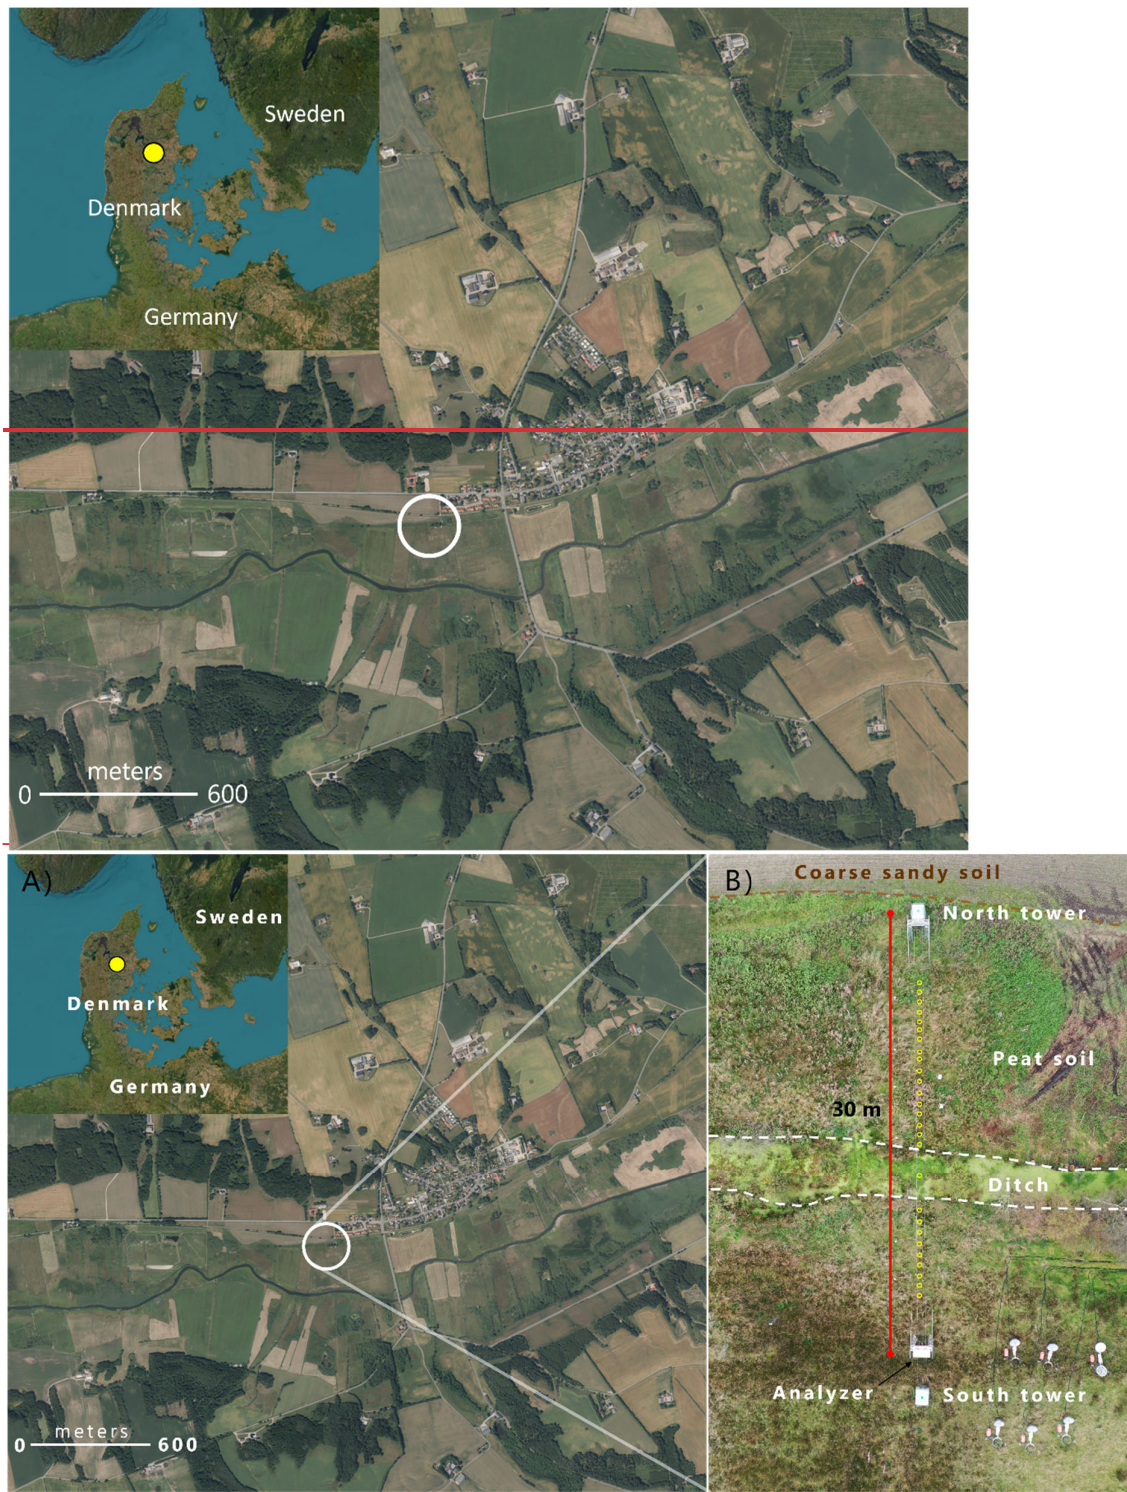 Sweden
Denmark
Germany
meters
0 600
A)
Sweden
Denmark
Germany
meters
0 600
B)
Coarse sandy soil
North tower
Peat soil
30 m
Ditch
Analyzer
South tower